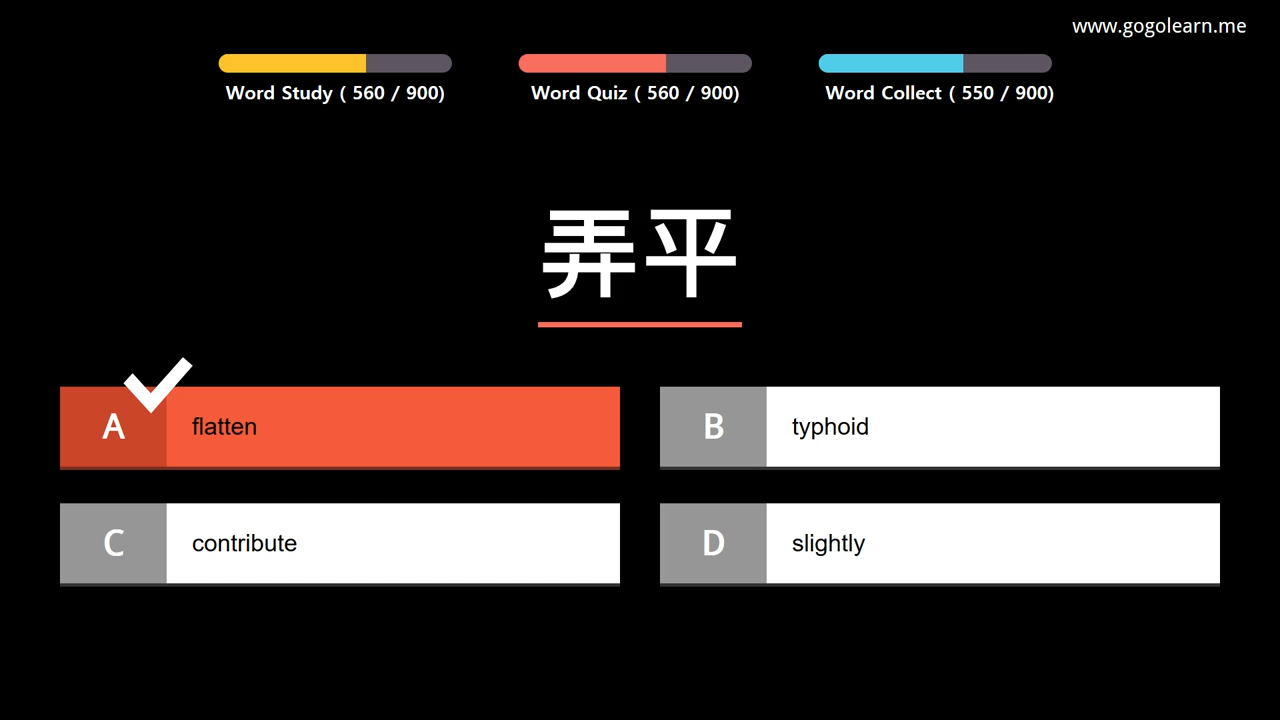 www.gogolearn.me
Word Study ( 560 / 900)
Word Quiz ( 560 / 900)
Word Collect ( 550 / 900)
弄平
A flatten
B typhoid
C contribute
D slightly